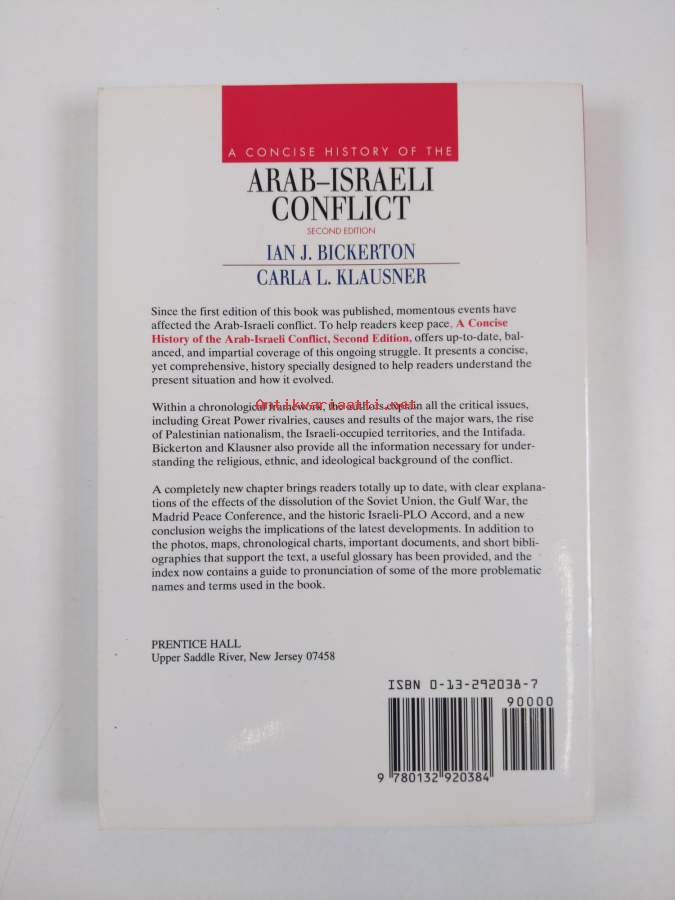 A CONCISE HISTORY OF THE
ARAB–ISRAELI
CONFLICT
SECOND EDITION
IAN J. BICKERTON
CARLA L. KLAUSNER
Since the first edition of this book was published, momentous events have
affected the Arab-Israeli conflict. To help readers keep pace, A Concise
History of the Arab-Israeli Conflict, Second Edition, offers up-to-date, bal-
anced, and impartial coverage of this ongoing struggle. It presents a concise,
yet comprehensive, history specially designed to help readers understand the
present situation and how it evolved.
Antikvariaatti.net
Within a chronological framework, the authors explain all the critical issues,
including Great Power rivalries, causes and results of the major wars, the rise
of Palestinian nationalism, the Israeli-occupied territories, and the Intifada.
Bickerton and Klausner also provide all the information necessary for under-
standing the religious, ethnic, and ideological background of the conflict.
A completely new chapter brings readers totally up to date, with clear explana-
tions of the effects of the dissolution of the Soviet Union, the Gulf War, the
Madrid Peace Conference, and the historic Israeli-PLO Accord, and a new
conclusion weighs the implications of the latest developments. In addition to
the photos, maps, chronological charts, important documents, and short bibli-
ographies that support the text, a useful glossary has been provided, and the
index now contains a guide to pronunciation of some of the more problematic
names and terms used in the book.
PRENTICE HALL
Upper Saddle River, New Jersey 07458
ISBN 0-13-292038-7
90000
9 780132 920384